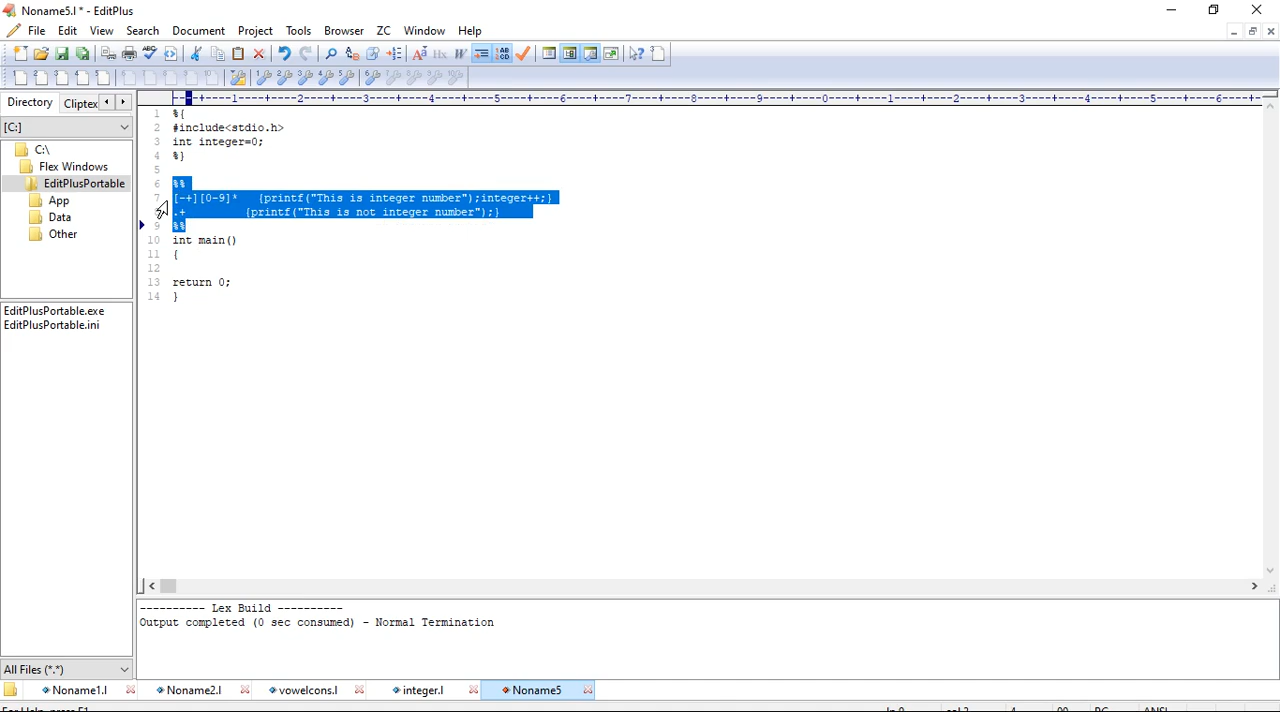 Noname5.l * - EditPlus
File Edit View Search Document Project Tools Browser ZC Window Help
Directory Cliptex
[C:]
C:\
Flex Windows
EditPlusPortable
App
Data
Other
EditPlusPortable.exe
EditPlusPortable.ini
All Files (*.*)
1 %{
2 #include<stdio.h>
3 int integer=0;
4 %}
5
6 %%
7 [-+][0-9]* {printf("This is integer number");integer++;}
.+ {printf("This is not integer number");}
9 %%
10 int main()
11 {
12
13 return 0;
14 }
---------- Lex Build ----------
Output completed (0 sec consumed) - Normal Termination
Noname1.l Noname2.l vowelcons.l integer.l Noname5
For Help, press F1